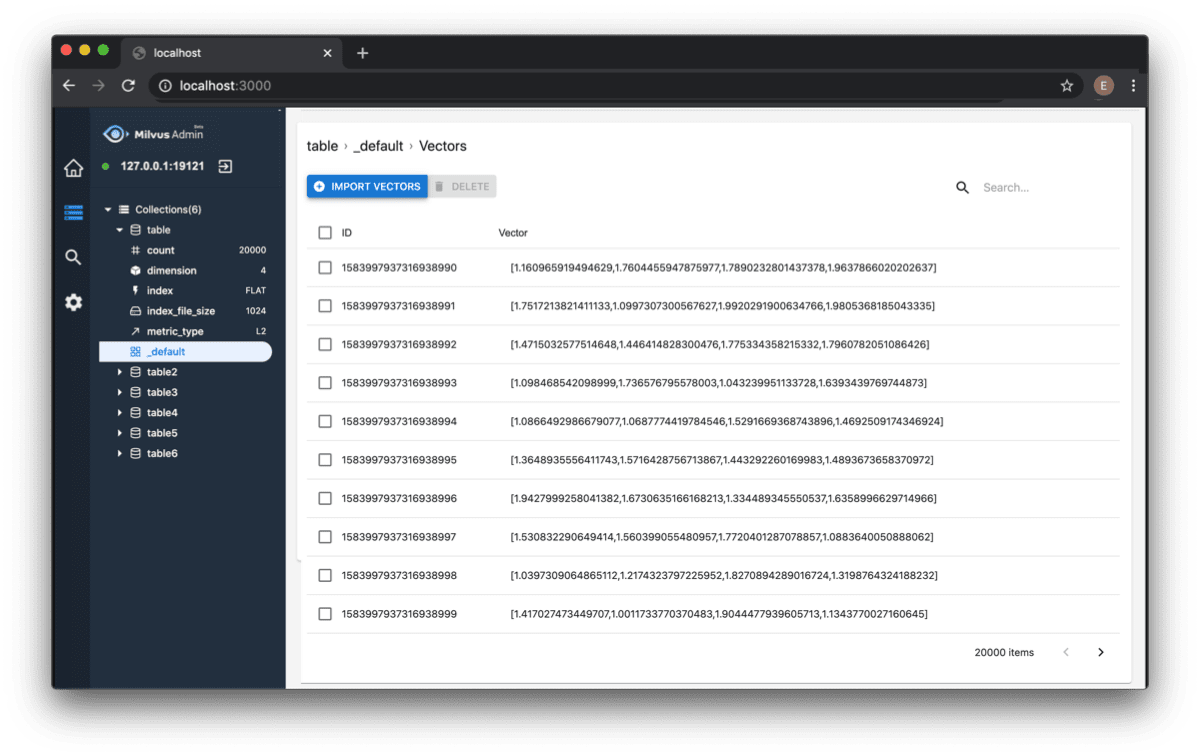 localhost
localhost:3000
E
Milvus Admin Beta
127.0.0.1:19121
Collections(6)
table
count 20000
dimension 4
index FLAT
index_file_size 1024
metric_type L2
_default
table2
table3
table4
table5
table6
table › _default › Vectors
IMPORT VECTORS DELETE Search...
ID Vector
1583997937316938990 [1.160965919494629,1.7604455947875977,1.7890232801437378,1.9637866020202637]
1583997937316938991 [1.7517213821411133,1.0997307300567627,1.9920291900634766,1.9805368185043335]
1583997937316938992 [1.4715032577514648,1.446414828300476,1.775334358215332,1.7960782051086426]
1583997937316938993 [1.098468542098999,1.736576795578003,1.043239951133728,1.6393439769744873]
1583997937316938994 [1.0866492986679077,1.0687774419784546,1.5291669368743896,1.4692509174346924]
1583997937316938995 [1.3648935556411743,1.5716428756713867,1.443292260169983,1.4893673658370972]
1583997937316938996 [1.9427999258041382,1.6730635166168213,1.334489345550537,1.6358996629714966]
1583997937316938997 [1.530832290649414,1.560399055480957,1.7720401287078857,1.0883640050888062]
1583997937316938998 [1.0397309064865112,1.2174323797225952,1.8270894289016724,1.3198764324188232]
1583997937316938999 [1.417027473449707,1.0011733770370483,1.9044477939605713,1.1343770027160645]
20000 items